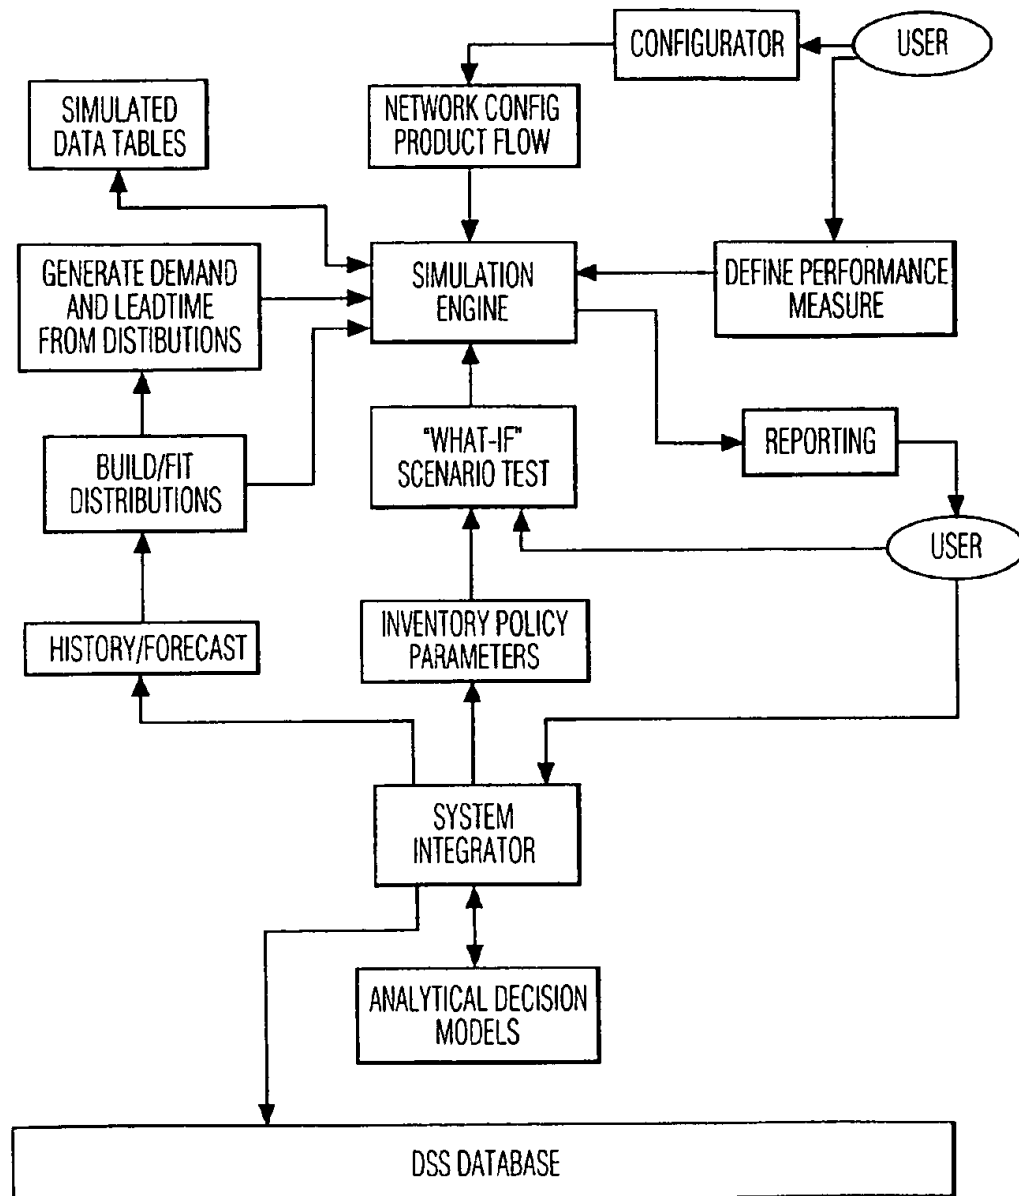 CONFIGURATOR
USER
SIMULATED
DATA TABLES
NETWORK CONFIG
PRODUCT FLOW
GENERATE DEMAND
AND LEADTIME
FROM DISTIBUTIONS
SIMULATION
ENGINE
DEFINE PERFORMANCE
MEASURE
BUILD/FIT
DISTRIBUTIONS
"WHAT-IF"
SCENARIO TEST
REPORTING
USER
HISTORY/FORECAST
INVENTORY POLICY
PARAMETERS
SYSTEM
INTEGRATOR
ANALYTICAL DECISION
MODELS
DSS DATABASE